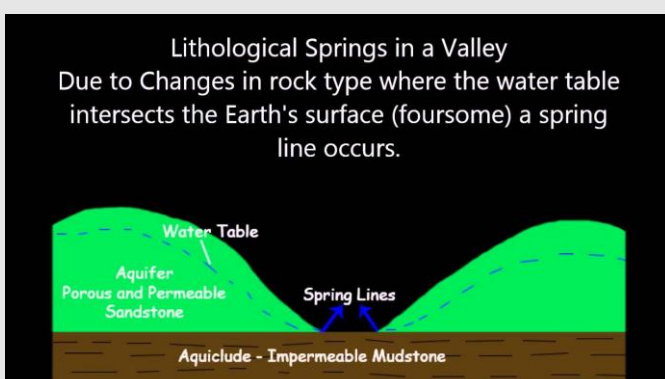 Lithological Springs in a Valley
Due to Changes in rock type where the water table
intersects the Earth's surface (foursome) a spring
line occurs.
Water Table
Aquifer
Porous and Permeable
Sandstone
Spring Lines
Aquiclude - Impermeable Mudstone